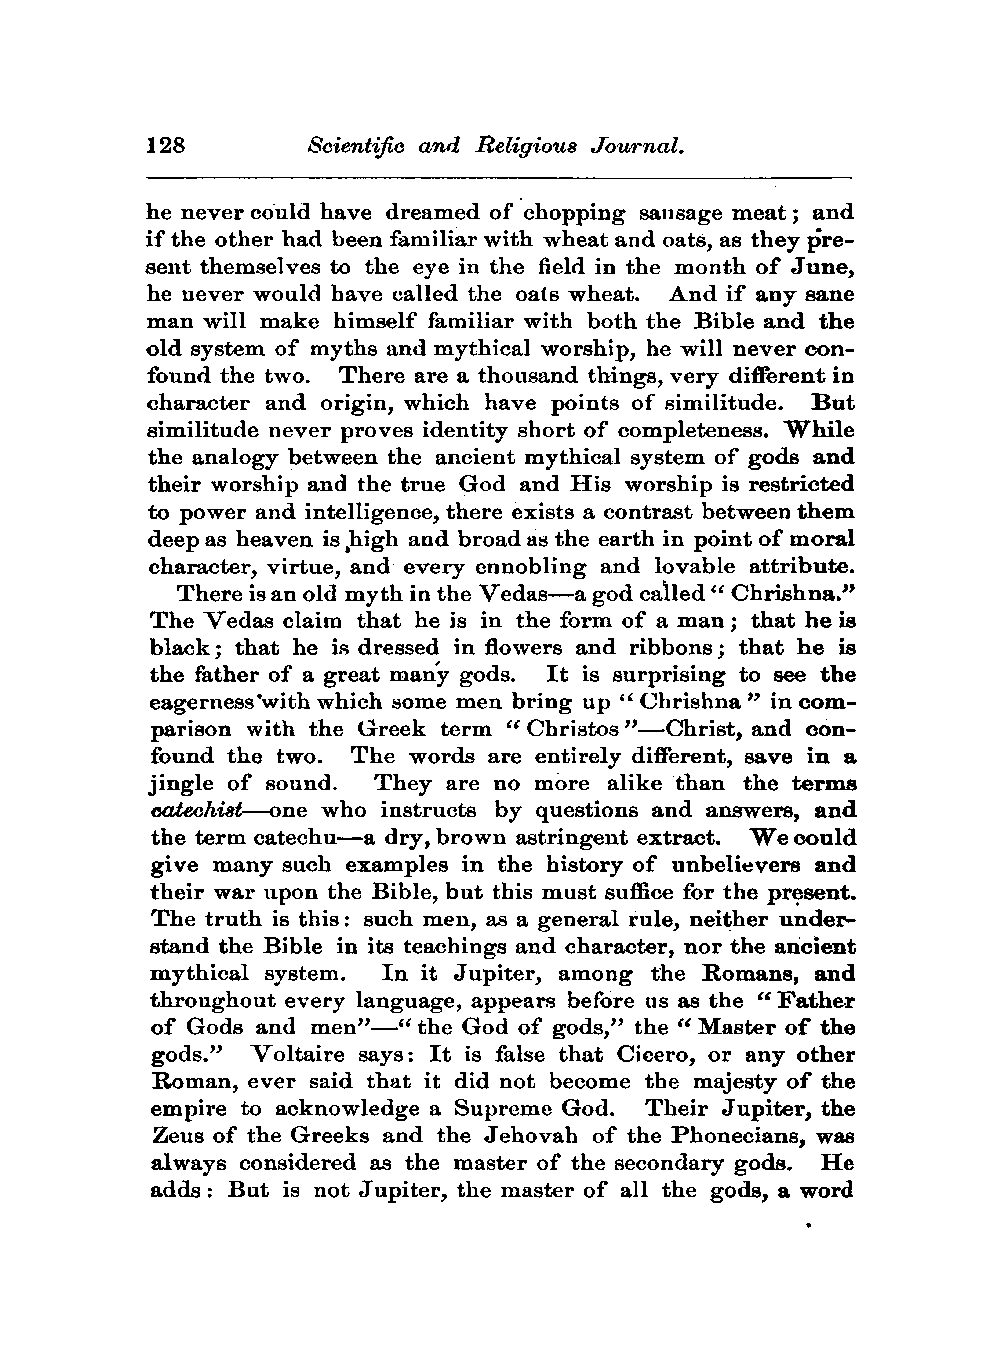 128 Scientific and Religious Journal.
he never could have dreamed of chopping sausage meat; and
if the other had been familiar with wheat and oats, as they pre-
sent themselves to the eye in the field in the month of June,
he never would have called the oats wheat. And if any sane
man will make himself familiar with both the Bible and the
old system of myths and mythical worship, he will never con-
found the two. There are a thousand things, very different in
character and origin, which have points of similitude. But
similitude never proves identity short of completeness. While
the analogy between the ancient mythical system of gods and
their worship and the true God and His worship is restricted
to power and intelligence, there exists a contrast between them
deep as heaven is high and broad as the earth in point of moral
character, virtue, and every ennobling and lovable attribute.
There is an old myth in the Vedas—a god called "Chrishna."
The Vedas claim that he is in the form of a man; that he is
black; that he is dressed in flowers and ribbons; that he is
the father of a great many gods. It is surprising to see the
eagerness with which some men bring up "Chrishna" in com-
parison with the Greek term "Christos"—Christ, and con-
found the two. The words are entirely different, save in a
jingle of sound. They are no more alike than the terms
catechist—one who instructs by questions and answers, and
the term catechu—a dry, brown astringent extract. We could
give many such examples in the history of unbelievers and
their war upon the Bible, but this must suffice for the present.
The truth is this: such men, as a general rule, neither under-
stand the Bible in its teachings and character, nor the ancient
mythical system. In it Jupiter, among the Romans, and
throughout every language, appears before us as the "Father
of Gods and men"—"the God of gods," the "Master of the
gods." Voltaire says: It is false that Cicero, or any other
Roman, ever said that it did not become the majesty of the
empire to acknowledge a Supreme God. Their Jupiter, the
Zeus of the Greeks and the Jehovah of the Phonecians, was
always considered as the master of the secondary gods. He
adds: But is not Jupiter, the master of all the gods, a word